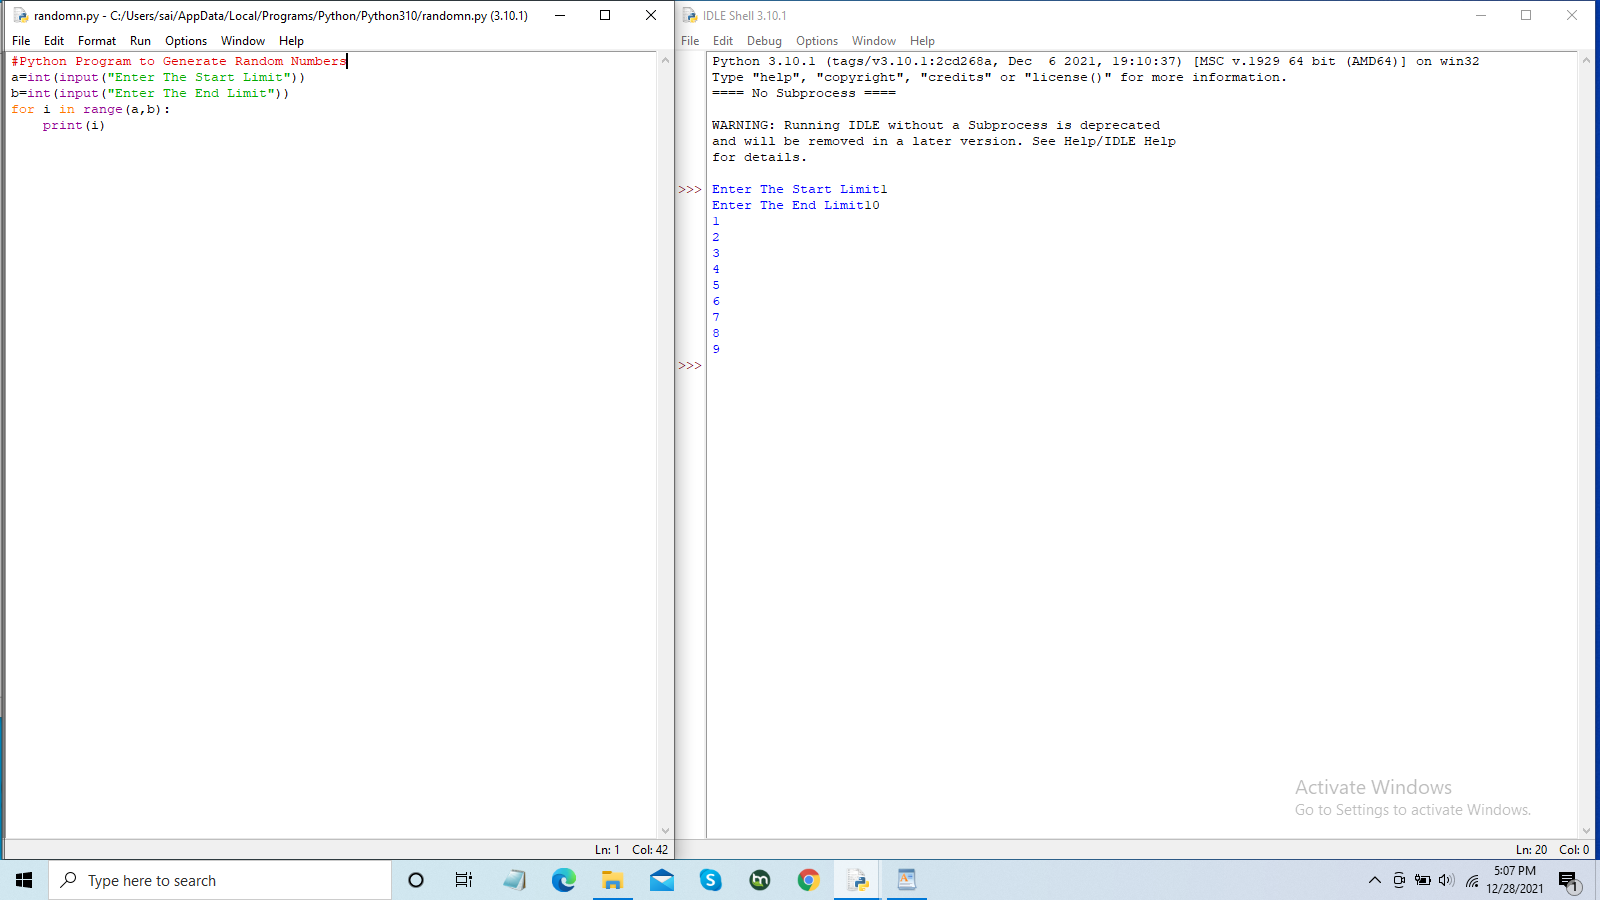 randomn.py - C:/Users/sai/AppData/Local/Programs/Python/Python310/randomn.py (3.10.1)
File Edit Format Run Options Window Help
#Python Program to Generate Random Numbers
a=int(input("Enter The Start Limit"))
b=int(input("Enter The End Limit"))
for i in range(a,b):
    print(i)
Ln: 1 Col: 42
IDLE Shell 3.10.1
File Edit Debug Options Window Help
Python 3.10.1 (tags/v3.10.1:2cd268a, Dec  6 2021, 19:10:37) [MSC v.1929 64 bit (AMD64)] on win32
Type "help", "copyright", "credits" or "license()" for more information.
==== No Subprocess ====
WARNING: Running IDLE without a Subprocess is deprecated
and will be removed in a later version. See Help/IDLE Help
for details.
>>> Enter The Start Limit1
Enter The End Limit10
1
2
3
4
5
6
7
8
9
>>>
Activate Windows
Go to Settings to activate Windows.
Ln: 20 Col: 0
Type here to search
5:07 PM
12/28/2021
1